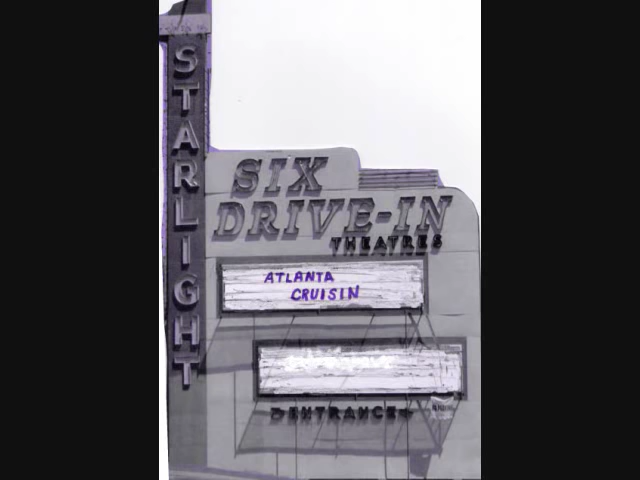 STARLIGHT
SIX
DRIVE-IN
THEATRES
ATLANTA
CRUISIN
ENTRANCE